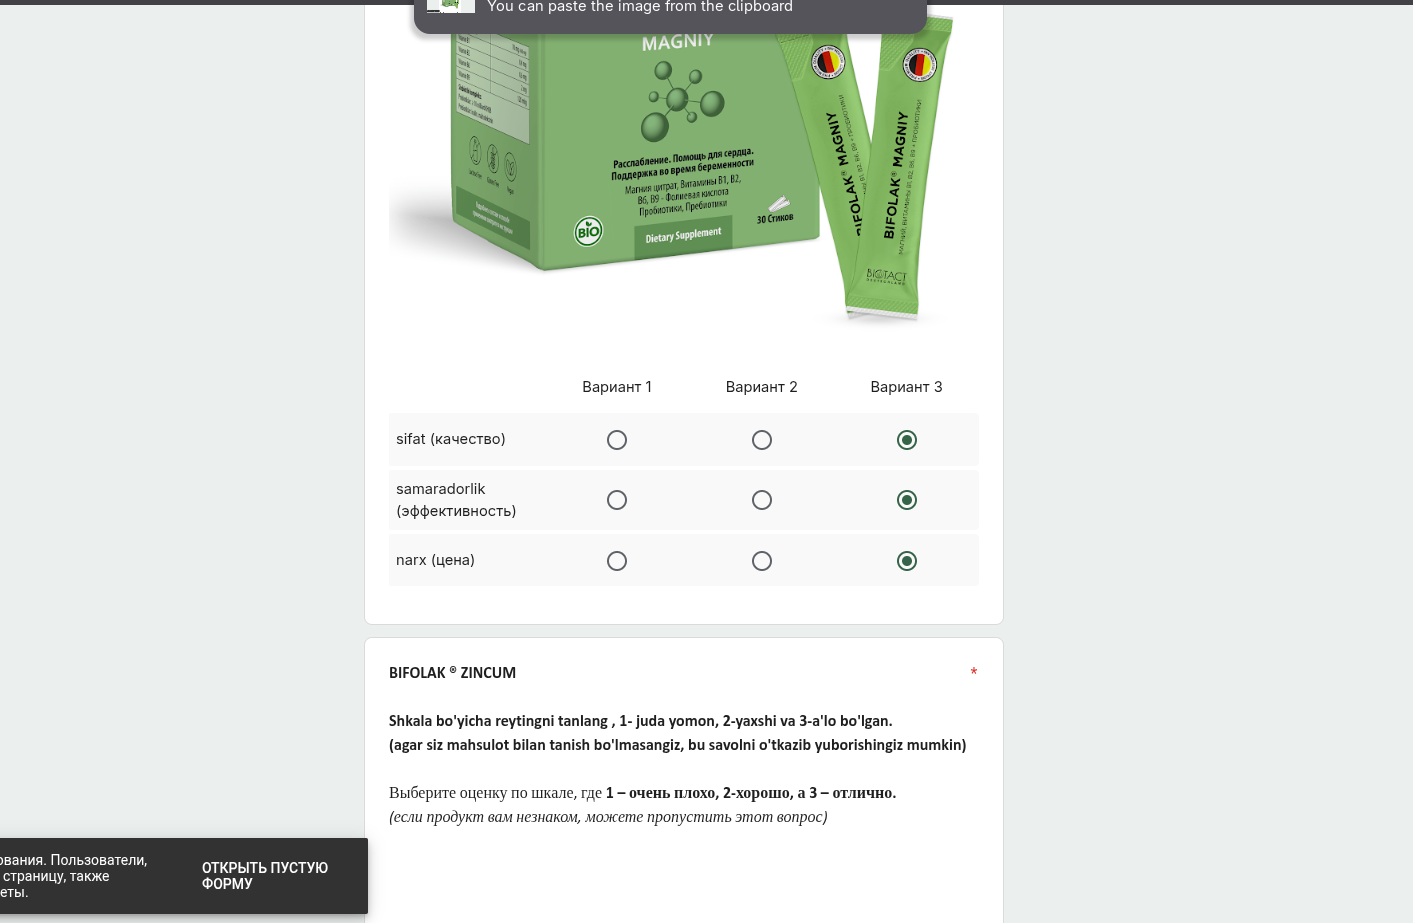 You can paste the image from the clipboard
MAGNIY
Расслабление. Помощь для сердца.
Поддержка во время беременности
Магния цитрат, Витамины B1, B2,
B6, B9 - Фолиевая кислота
Пробиотики, Пребиотики
30 Стиков
BIO
Dietary Supplement
BIFOLAK® MAGNIY
BIFOLAK® MAGNIY
BIOTACT
DEUTSCHLAND
Вариант 1 Вариант 2 Вариант 3
sifat (качество)
samaradorlik
(эффективность)
narx (цена)
BIFOLAK ® ZINCUM *
Shkala bo'yicha reytingni tanlang , 1- juda yomon, 2-yaxshi va 3-a'lo bo'lgan.
(agar siz mahsulot bilan tanish bo'lmasangiz, bu savolni o'tkazib yuborishingiz mumkin)
Выберите оценку по шкале, где 1 – очень плохо, 2-хорошо, а 3 – отлично.
(если продукт вам незнаком, можете пропустить этот вопрос)
ования. Пользователи,
страницу, также
еты.
ОТКРЫТЬ ПУСТУЮ
ФОРМУ